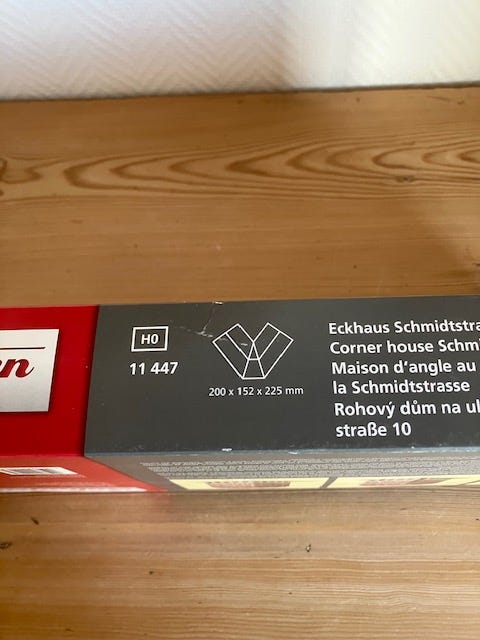 nn
H0
11 447
200 x 152 x 225 mm
Eckhaus Schmidtstra
Corner house Schmi
Maison d'angle au
la Schmidtstrasse
Rohový dům na ul
straße 10